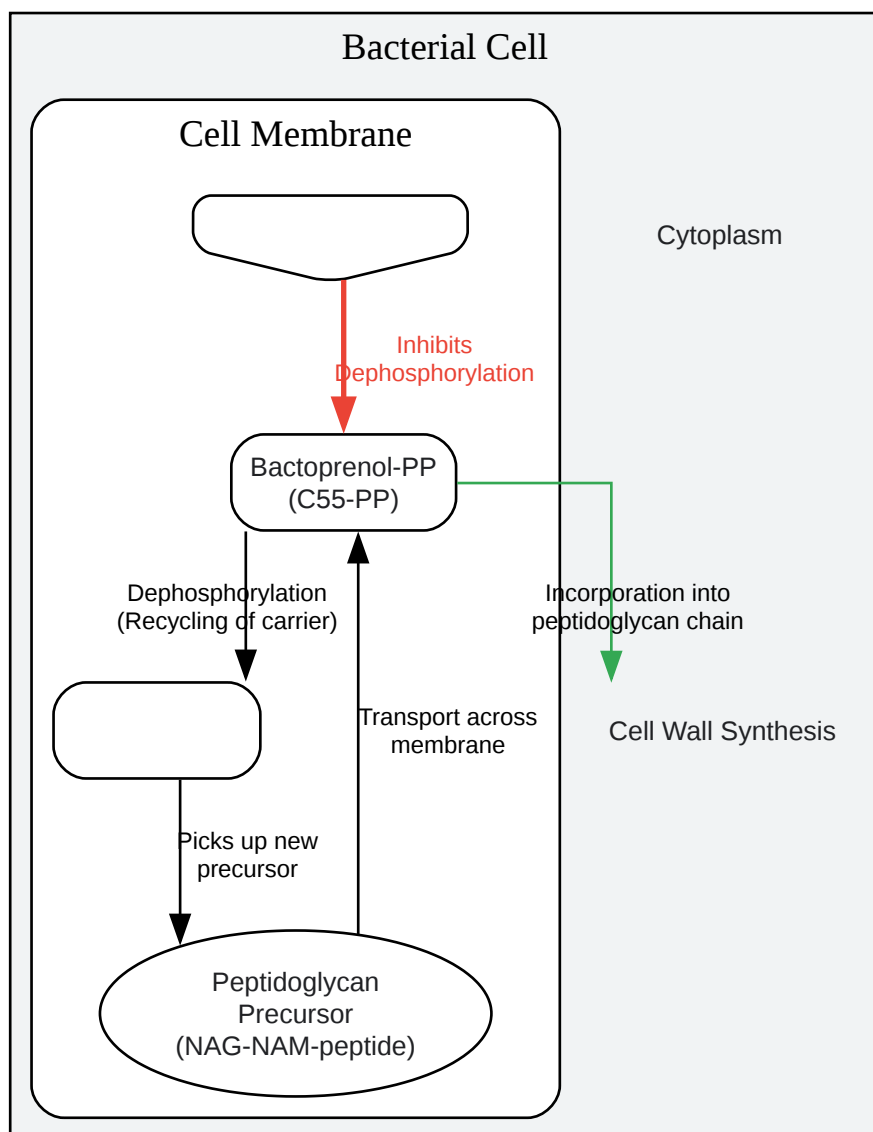 Bacterial Cell
Cell Membrane
Cytoplasm
Inhibits
Dephosphorylation
Bactoprenol-PP
(C55-PP)
Dephosphorylation
(Recycling of carrier)
Incorporation into
peptidoglycan chain
Transport across
membrane
Cell Wall Synthesis
Picks up new
precursor
Peptidoglycan
Precursor
(NAG-NAM-peptide)